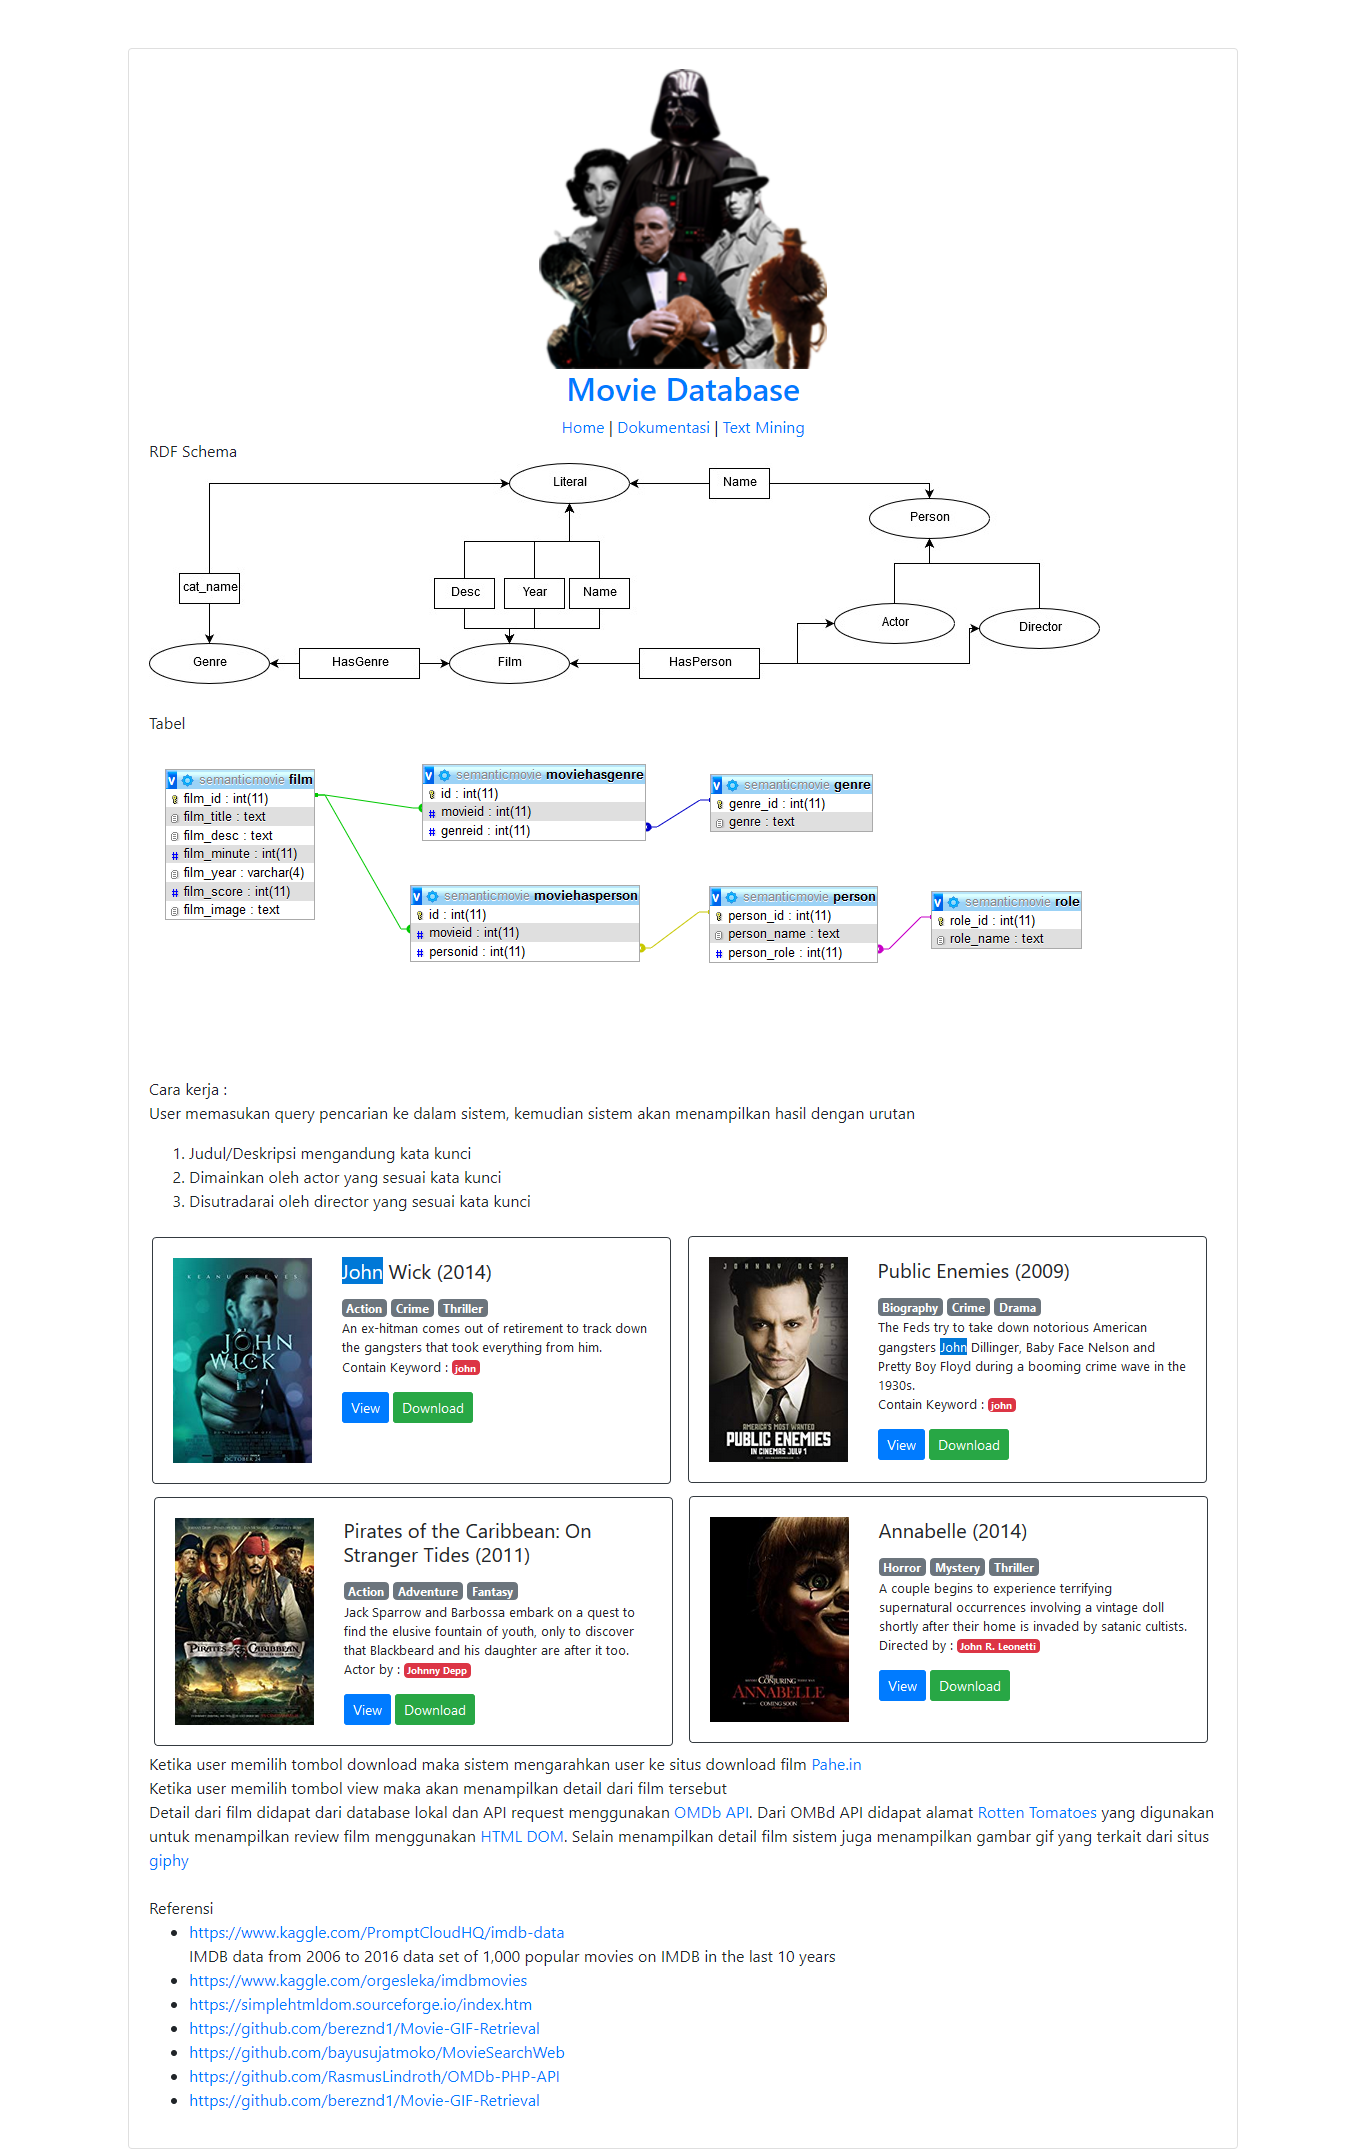 Movie Database
Home | Dokumentasi | Text Mining
RDF Schema
Literal
Name
Person
cat_name
Desc
Year
Name
Actor
Director
Genre
HasGenre
Film
HasPerson
Tabel
semanticmovie film
film_id : int(11)
film_title : text
film_desc : text
film_minute : int(11)
film_year : varchar(4)
film_score : int(11)
film_image : text
semanticmovie moviehasgenre
id : int(11)
movieid : int(11)
genreid : int(11)
semanticmovie genre
genre_id : int(11)
genre : text
semanticmovie moviehasperson
id : int(11)
movieid : int(11)
personid : int(11)
semanticmovie person
person_id : int(11)
person_name : text
person_role : int(11)
semanticmovie role
role_id : int(11)
role_name : text
Cara kerja :
User memasukan query pencarian ke dalam sistem, kemudian sistem akan menampilkan hasil dengan urutan
1. Judul/Deskripsi mengandung kata kunci
2. Dimainkan oleh actor yang sesuai kata kunci
3. Disutradarai oleh director yang sesuai kata kunci
KEANU REEVES
JOHN
WICK
OCTOBER 24
John Wick (2014)
Action Crime Thriller
An ex-hitman comes out of retirement to track down
the gangsters that took everything from him.
Contain Keyword : john
View Download
JOHNNY DEPP
AMERICA'S MOST WANTED
PUBLIC ENEMIES
IN CINEMAS JULY 1
Public Enemies (2009)
Biography Crime Drama
The Feds try to take down notorious American
gangsters John Dillinger, Baby Face Nelson and
Pretty Boy Floyd during a booming crime wave in the
1930s.
Contain Keyword : john
View Download
PIRATES of the CARIBBEAN
Pirates of the Caribbean: On
Stranger Tides (2011)
Action Adventure Fantasy
Jack Sparrow and Barbossa embark on a quest to
find the elusive fountain of youth, only to discover
that Blackbeard and his daughter are after it too.
Actor by : Johnny Depp
View Download
THE CONJURING
ANNABELLE
COMING SOON
Annabelle (2014)
Horror Mystery Thriller
A couple begins to experience terrifying
supernatural occurrences involving a vintage doll
shortly after their home is invaded by satanic cultists.
Directed by : John R. Leonetti
View Download
Ketika user memilih tombol download maka sistem mengarahkan user ke situs download film Pahe.in
Ketika user memilih tombol view maka akan menampilkan detail dari film tersebut
Detail dari film didapat dari database lokal dan API request menggunakan OMDb API. Dari OMBd API didapat alamat Rotten Tomatoes yang digunakan
untuk menampilkan review film menggunakan HTML DOM. Selain menampilkan detail film sistem juga menampilkan gambar gif yang terkait dari situs
giphy
Referensi
https://www.kaggle.com/PromptCloudHQ/imdb-data
IMDB data from 2006 to 2016 data set of 1,000 popular movies on IMDB in the last 10 years
https://www.kaggle.com/orgesleka/imdbmovies
https://simplehtmldom.sourceforge.io/index.htm
https://github.com/bereznd1/Movie-GIF-Retrieval
https://github.com/bayusujatmoko/MovieSearchWeb
https://github.com/RasmusLindroth/OMDb-PHP-API
https://github.com/bereznd1/Movie-GIF-Retrieval